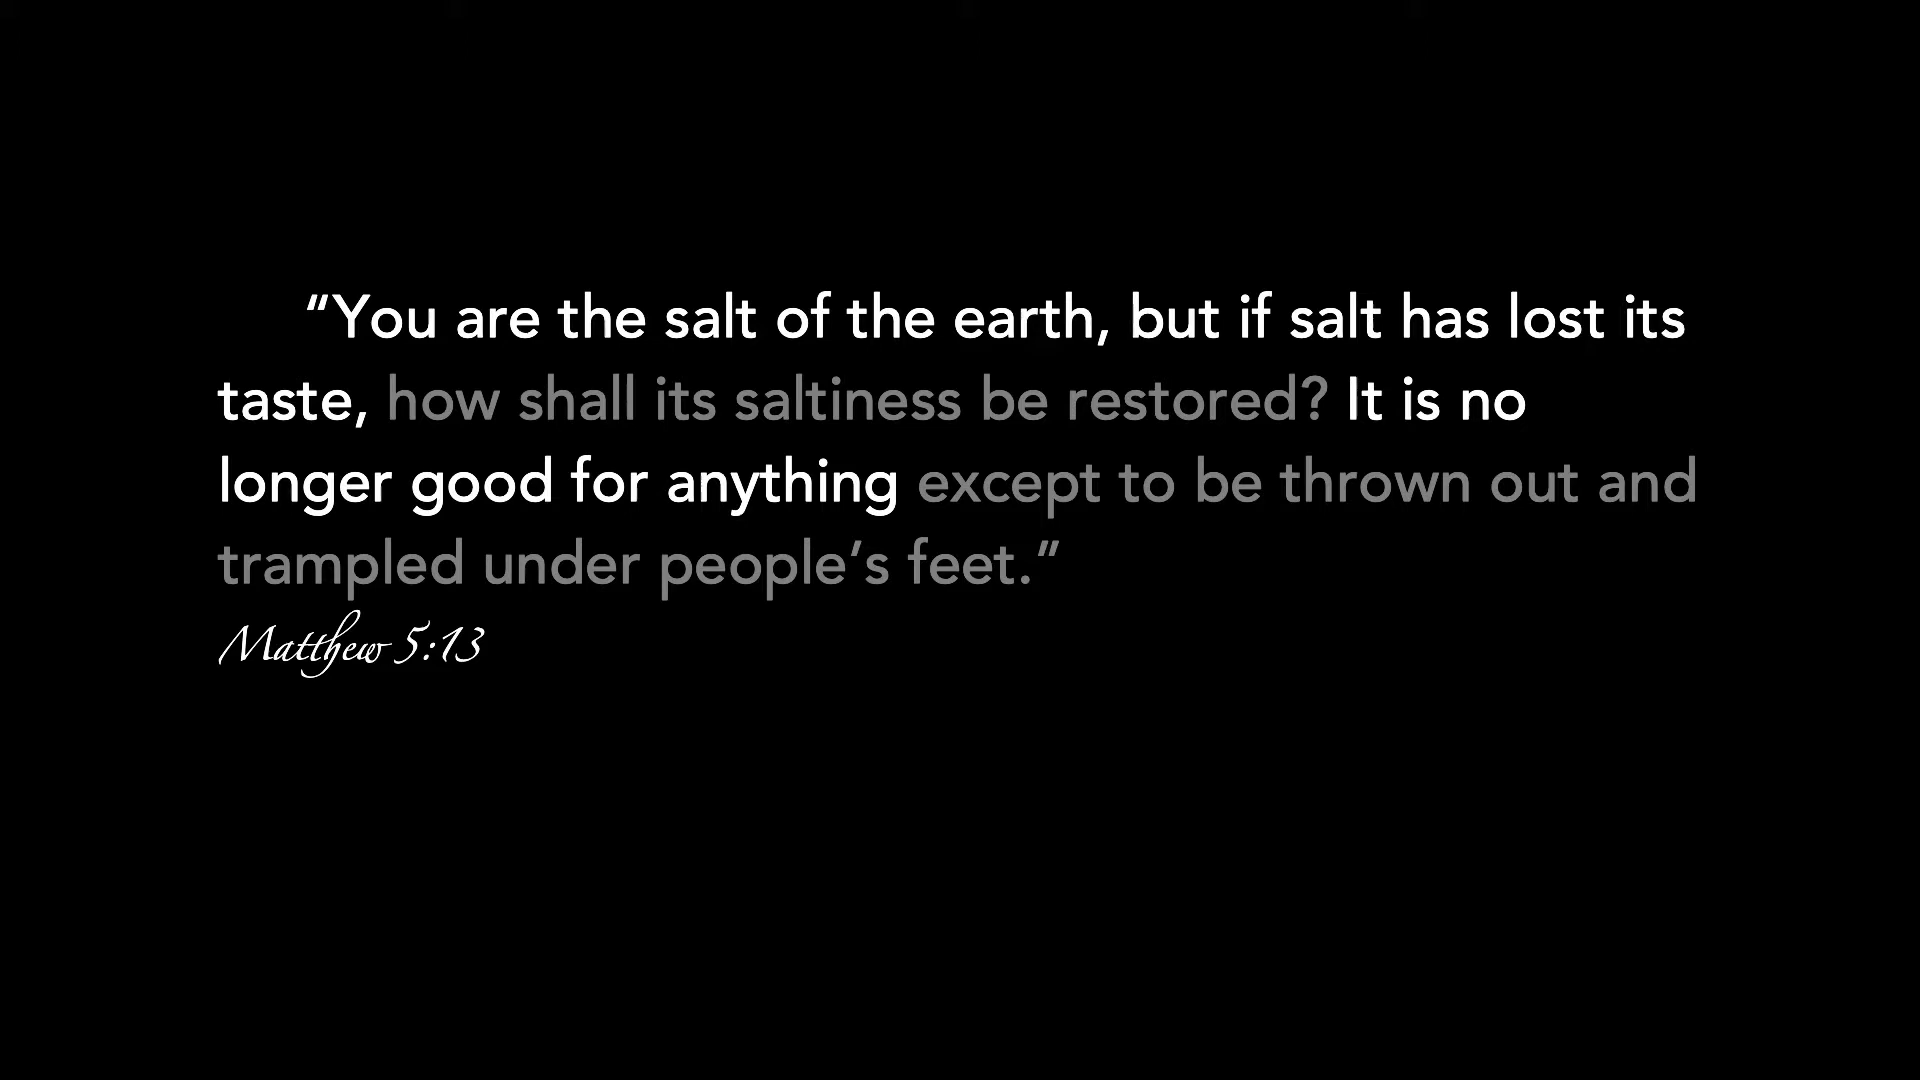 “You are the salt of the earth, but if salt has lost its
taste, how shall its saltiness be restored? It is no
longer good for anything except to be thrown out and
trampled under people’s feet.”
Matthew 5:13